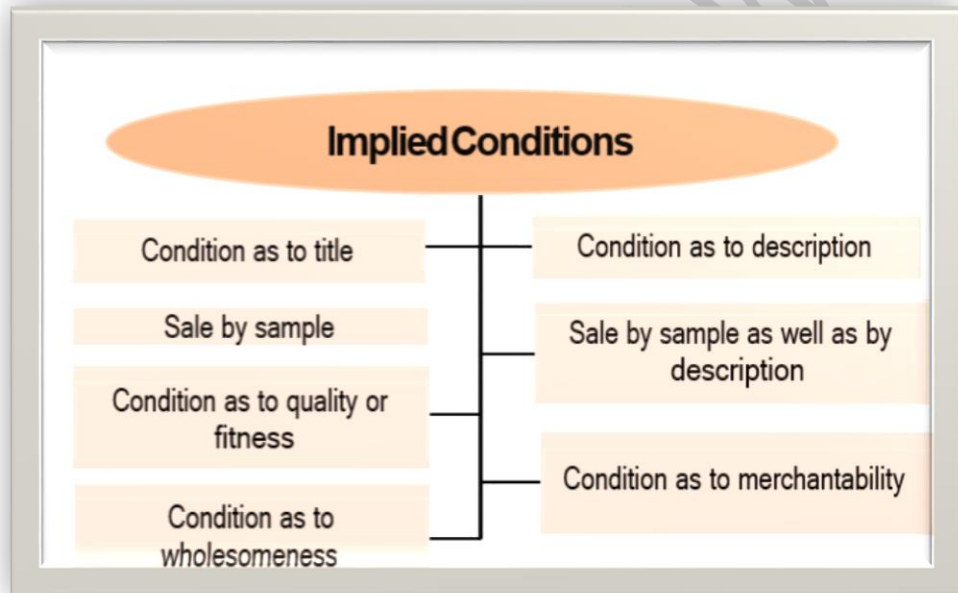 Implied Conditions
Condition as to title
Condition as to description
Sale by sample
Sale by sample as well as by
description
Condition as to quality or
fitness
Condition as to merchantability
Condition as to
wholesomeness